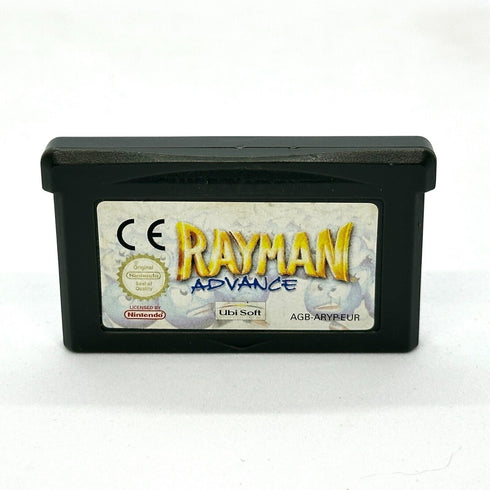 CE
RAYMAN
ADVANCE
Original
Nintendo
Seal of
Quality
LICENSED BY
Nintendo
Ubi Soft
AGB-ARYP-EUR